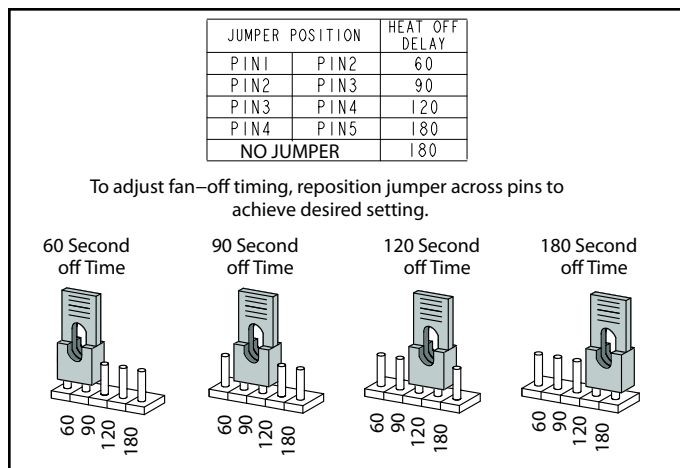 JUMPER POSITION HEAT OFF
DELAY
PIN1 PIN2 60
PIN2 PIN3 90
PIN3 PIN4 120
PIN4 PIN5 180
NO JUMPER 180
To adjust fan–off timing, reposition jumper across pins to
achieve desired setting.
60 Second
off Time
90 Second
off Time
120 Second
off Time
180 Second
off Time
60
90
120
180
60
90
120
180
60
90
120
180
60
90
120
180